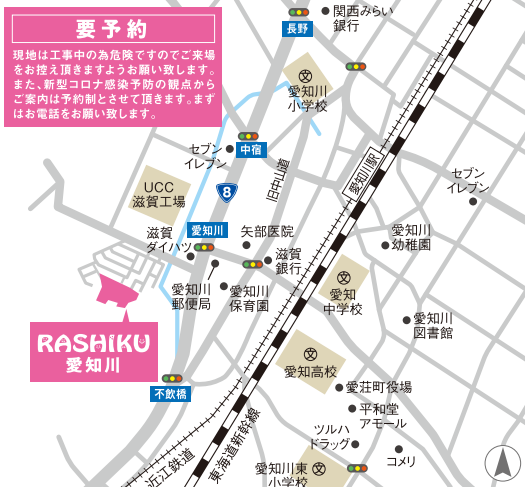 要予約
現地は工事中の為危険ですのでご来場
をお控え頂きますようお願い致します。
また、新型コロナ感染予防の観点から
ご案内は予約制とさせて頂きます。まず
はお電話をお願い致します。
関西みらい
銀行
長野
愛知川
小学校
セブン
イレブン
中宿
旧中山道
愛知川駅
セブン
イレブン
UCC
滋賀工場
8
愛知川
滋賀
ダイハツ
矢部医院
滋賀
銀行
愛知川
幼稚園
愛知川
郵便局
愛知川
保育園
文
愛知
中学校
愛知川
図書館
RASHIKU
愛知川
文
愛知高校
不飲橋
愛荘町役場
平和堂
アモール
ツルハ
ドラッグ
コメリ
近江鉄道
東海道新幹線
愛知川東
小学校
文
文